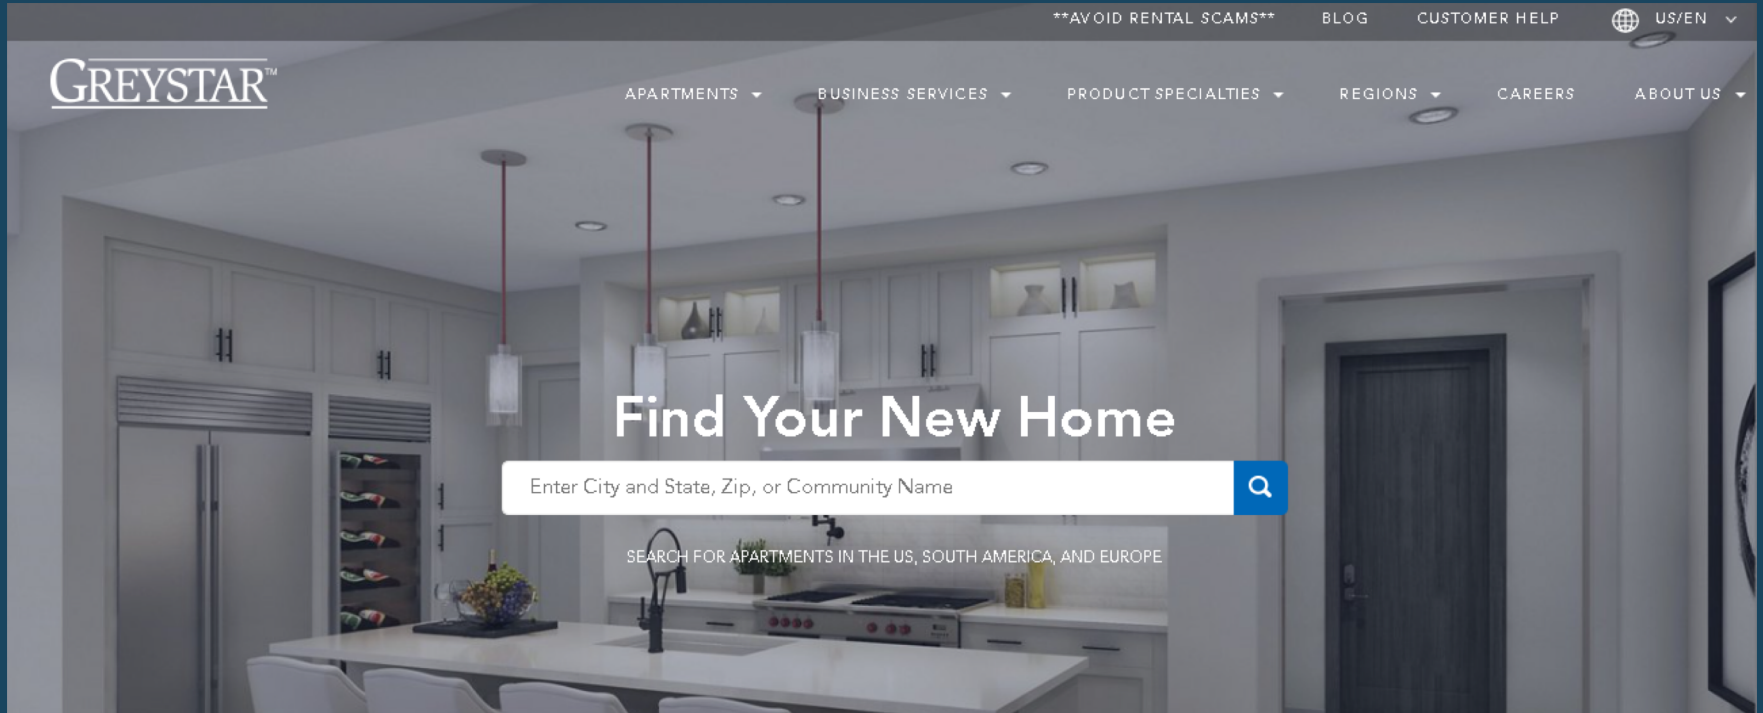 **AVOID RENTAL SCAMS** BLOG CUSTOMER HELP US/EN
GREYSTAR™
APARTMENTS BUSINESS SERVICES PRODUCT SPECIALTIES REGIONS CAREERS ABOUT US
Find Your New Home
Enter City and State, Zip, or Community Name
SEARCH FOR APARTMENTS IN THE US, SOUTH AMERICA, AND EUROPE